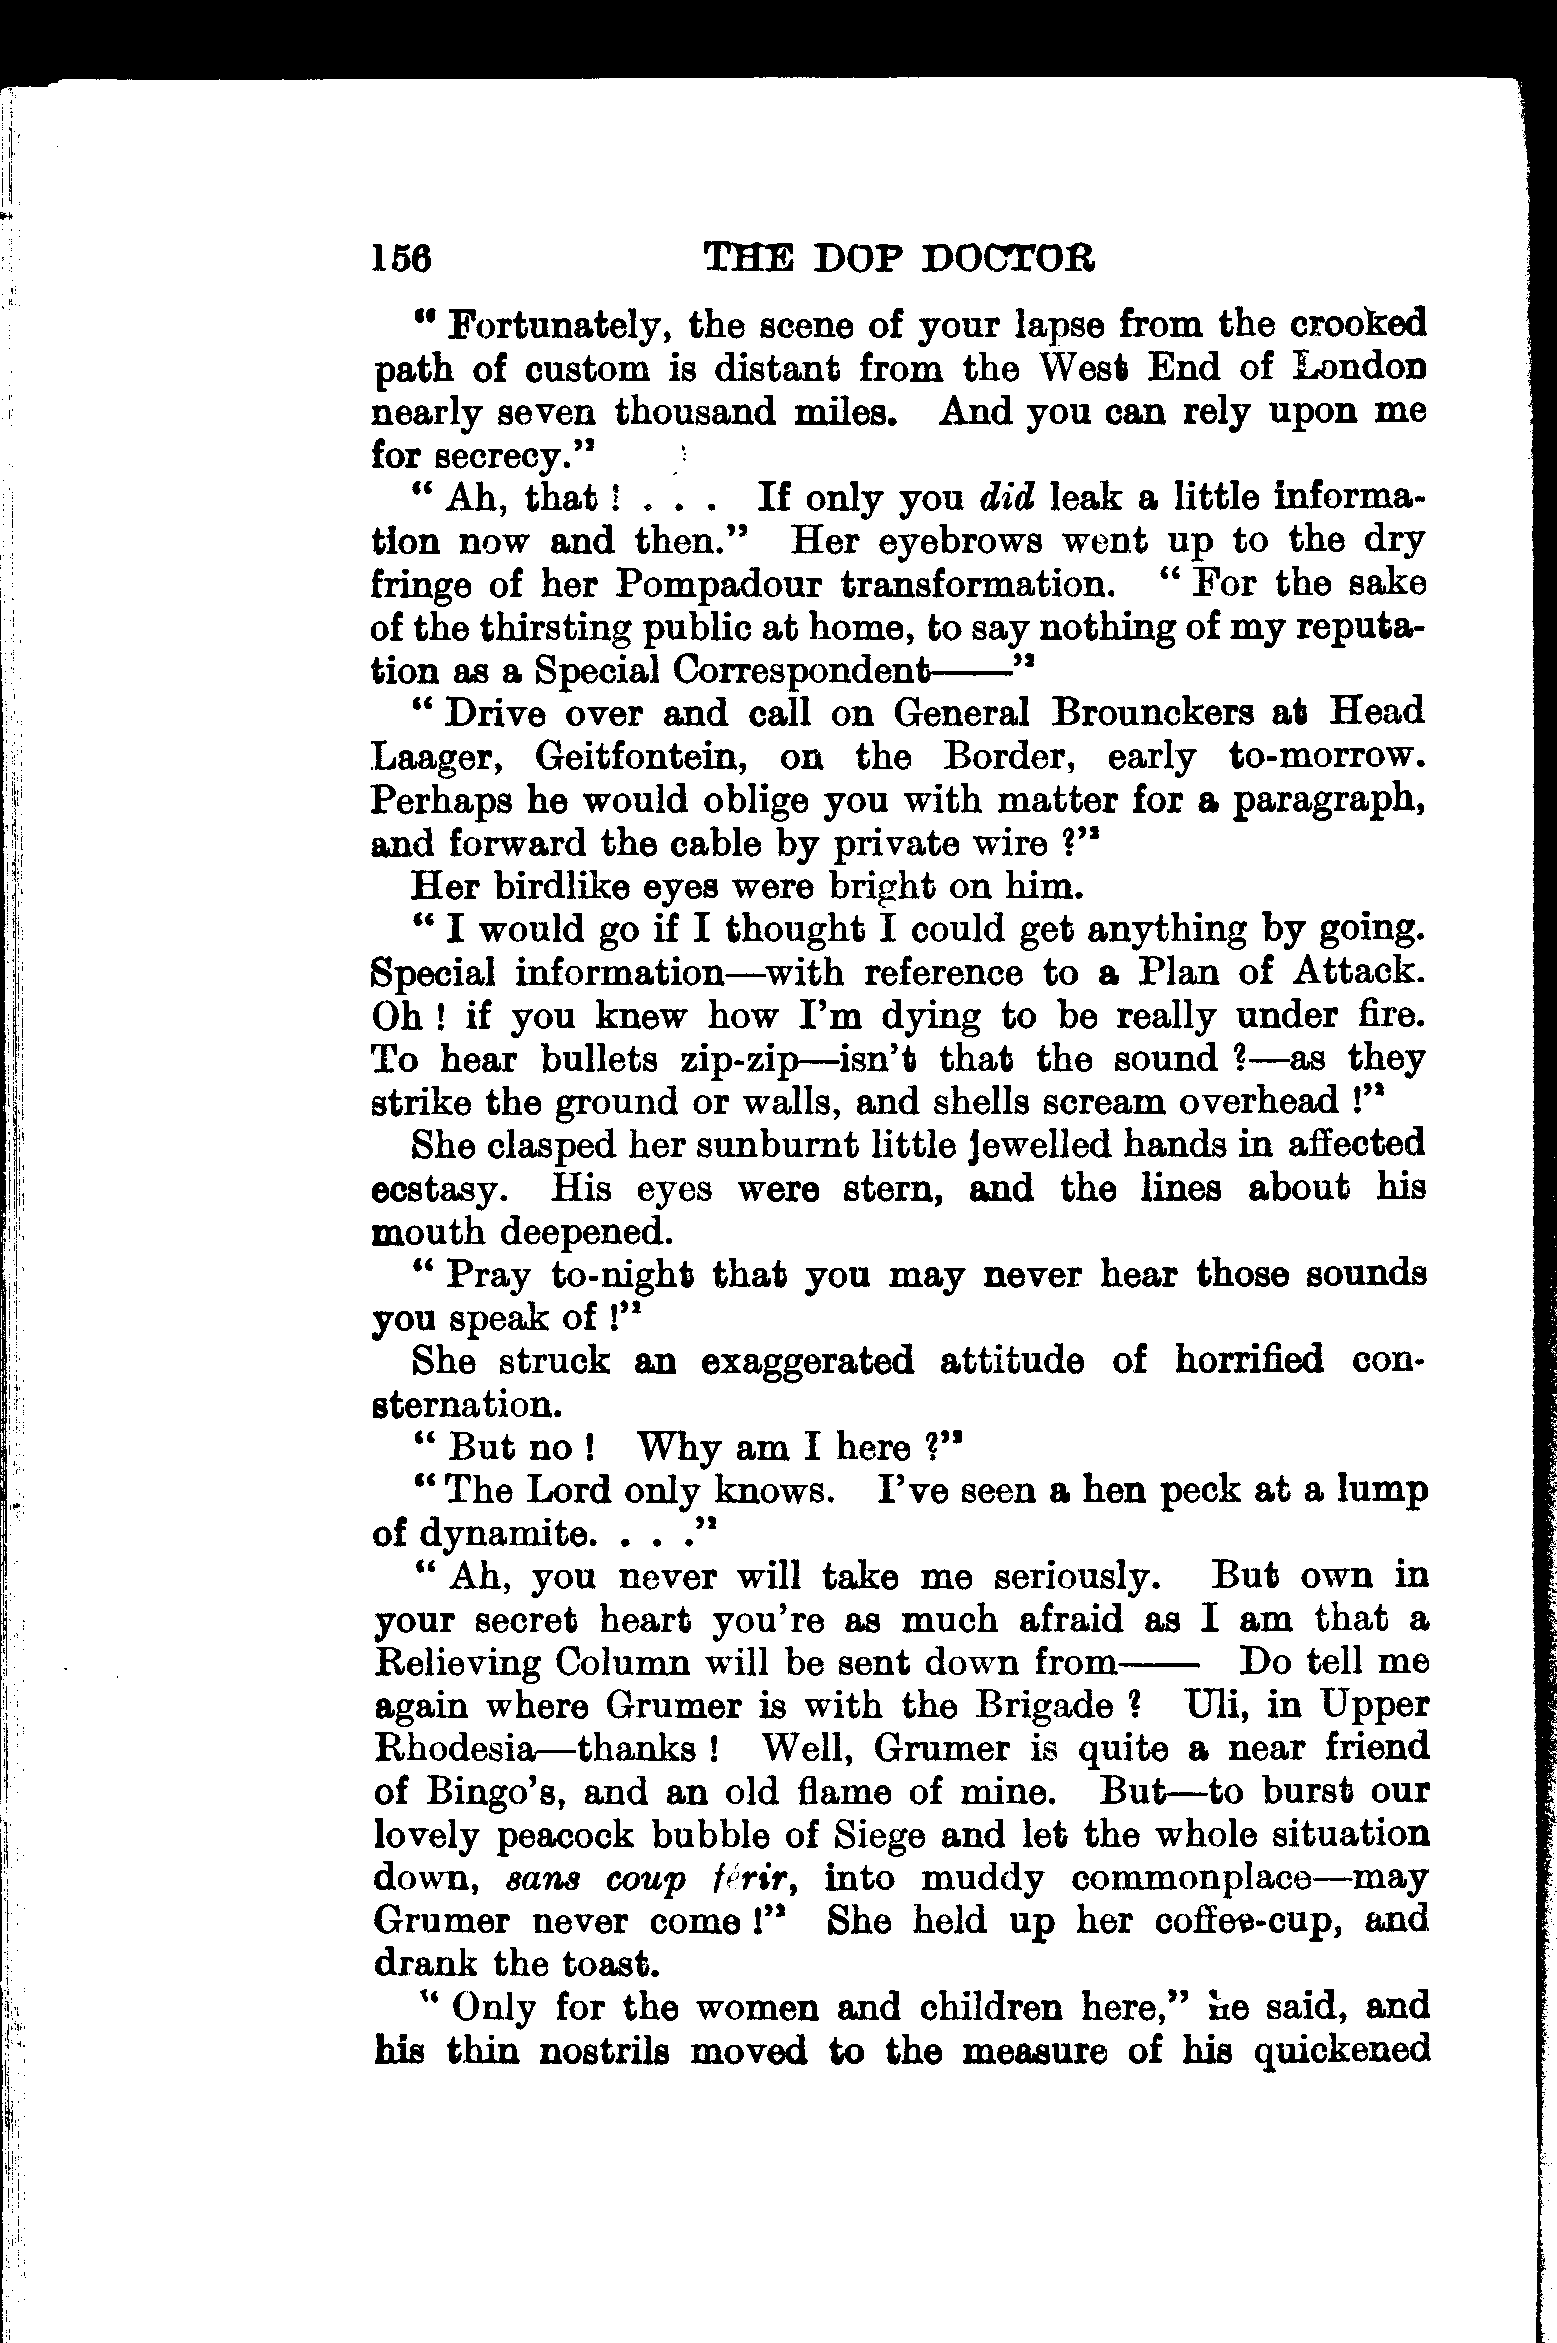 156 THE DOP DOCTOR
“ Fortunately, the scene of your lapse from the crooked
path of custom is distant from the West End of London
nearly seven thousand miles. And you can rely upon me
for secrecy.”
“ Ah, that ! . . . If only you did leak a little informa-
tion now and then.” Her eyebrows went up to the dry
fringe of her Pompadour transformation. “ For the sake
of the thirsting public at home, to say nothing of my reputa-
tion as a Special Correspondent——”
“ Drive over and call on General Brounckers at Head
Laager, Geitfontein, on the Border, early to-morrow.
Perhaps he would oblige you with matter for a paragraph,
and forward the cable by private wire ?”
Her birdlike eyes were bright on him.
“ I would go if I thought I could get anything by going.
Special information—with reference to a Plan of Attack.
Oh ! if you knew how I’m dying to be really under fire.
To hear bullets zip-zip—isn’t that the sound ?—as they
strike the ground or walls, and shells scream overhead !”
She clasped her sunburnt little jewelled hands in affected
ecstasy. His eyes were stern, and the lines about his
mouth deepened.
“ Pray to-night that you may never hear those sounds
you speak of !”
She struck an exaggerated attitude of horrified con-
sternation.
“ But no ! Why am I here ?”
“ The Lord only knows. I’ve seen a hen peck at a lump
of dynamite. . . .”
“ Ah, you never will take me seriously. But own in
your secret heart you’re as much afraid as I am that a
Relieving Column will be sent down from—— Do tell me
again where Grumer is with the Brigade ? Uli, in Upper
Rhodesia—thanks ! Well, Grumer is quite a near friend
of Bingo’s, and an old flame of mine. But—to burst our
lovely peacock bubble of Siege and let the whole situation
down, sans coup férir, into muddy commonplace—may
Grumer never come !” She held up her coffee-cup, and
drank the toast.
“ Only for the women and children here,” he said, and
his thin nostrils moved to the measure of his quickened